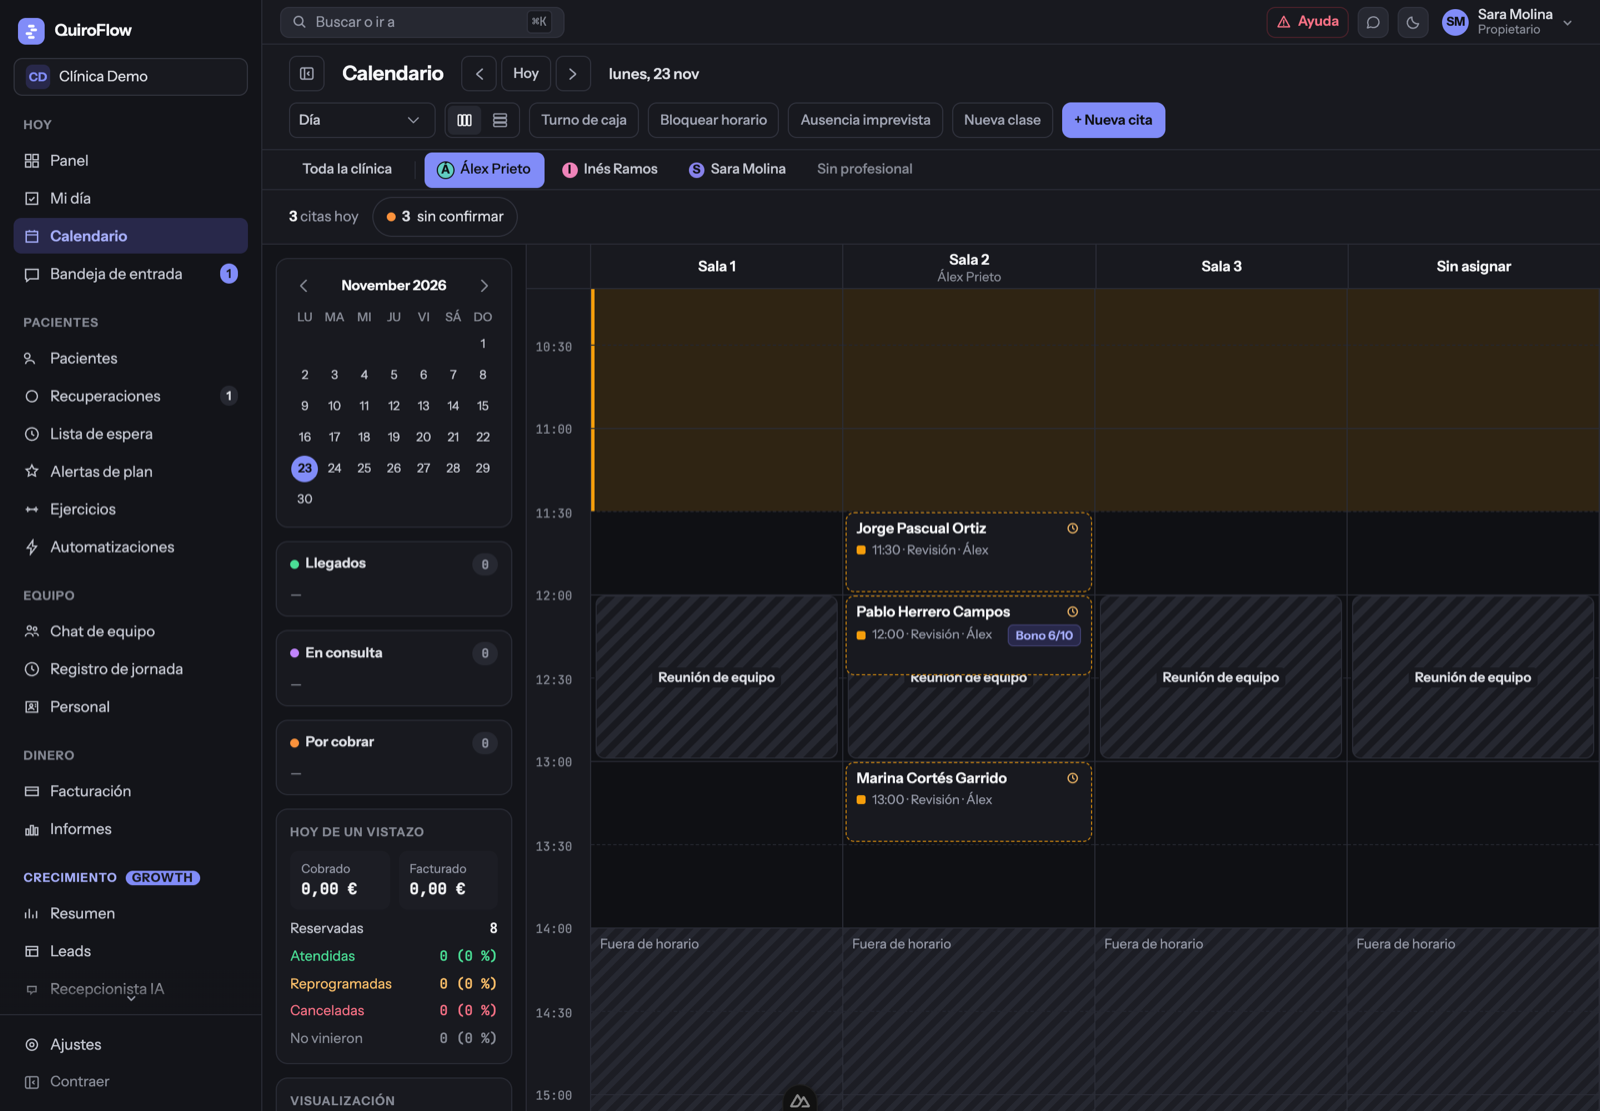 QuiroFlow
CD Clínica Demo
HOY
Panel
Mi día
Calendario
Bandeja de entrada 1
PACIENTES
Pacientes
Recuperaciones 1
Lista de espera
Alertas de plan
Ejercicios
Automatizaciones
EQUIPO
Chat de equipo
Registro de jornada
Personal
DINERO
Facturación
Informes
CRECIMIENTO GROWTH
Resumen
Leads
Recepcionista IA
Ajustes
Contraer
Buscar o ir a ⌘K
Ayuda
SM Sara Molina
Propietario
Calendario Hoy lunes, 23 nov
Día Turno de caja Bloquear horario Ausencia imprevista Nueva clase + Nueva cita
Toda la clínica Á Álex Prieto I Inés Ramos S Sara Molina Sin profesional
3 citas hoy 3 sin confirmar
November 2026
LU MA MI JU VI SÁ DO
1
2 3 4 5 6 7 8
9 10 11 12 13 14 15
16 17 18 19 20 21 22
23 24 25 26 27 28 29
30
Llegados 0
—
En consulta 0
—
Por cobrar 0
—
HOY DE UN VISTAZO
Cobrado Facturado
0,00 € 0,00 €
Reservadas 8
Atendidas 0 (0 %)
Reprogramadas 0 (0 %)
Canceladas 0 (0 %)
No vinieron 0 (0 %)
VISUALIZACIÓN
Sala 1 Sala 2 Sala 3 Sin asignar
Álex Prieto
10:30
11:00
11:30
Jorge Pascual Ortiz
11:30 · Revisión · Álex
12:00
Pablo Herrero Campos
12:00 · Revisión · Álex Bono 6/10
12:30
Reunión de equipo Reunión de equipo Reunión de equipo Reunión de equipo
13:00
Marina Cortés Garrido
13:00 · Revisión · Álex
13:30
14:00
Fuera de horario Fuera de horario Fuera de horario Fuera de horario
14:30
15:00